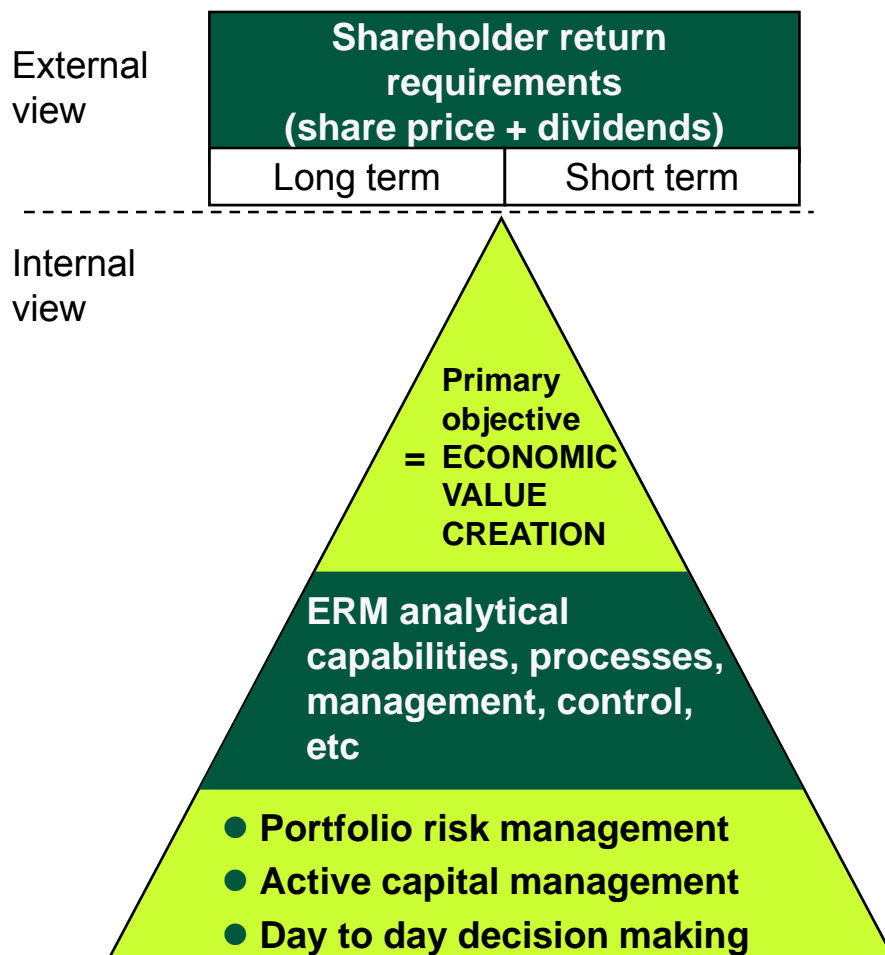 External
view
Shareholder return
requirements
(share price + dividends)
Long term
Short term
Internal
view
Primary
objective
= ECONOMIC
VALUE
CREATION
ERM analytical
capabilities, processes,
management, control,
etc
● Portfolio risk management
● Active capital management
● Day to day decision making